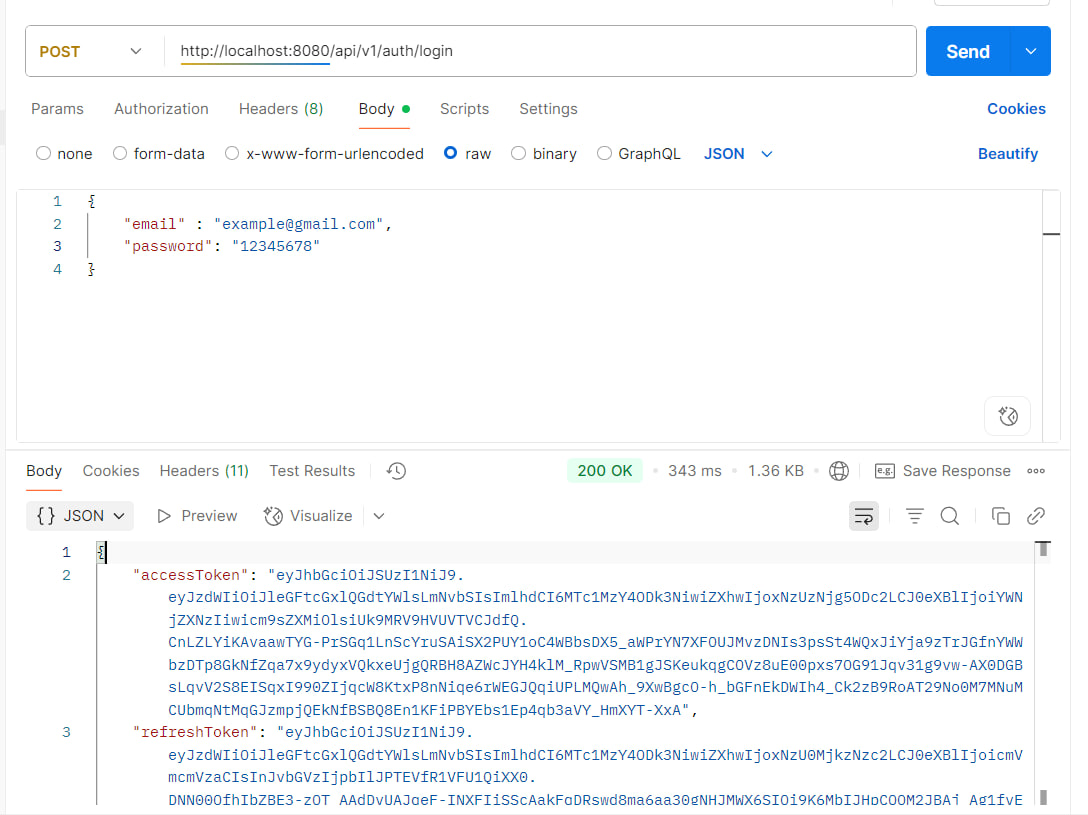 POST http://localhost:8080/api/v1/auth/login Send
Params Authorization Headers (8) Body Scripts Settings Cookies
none form-data x-www-form-urlencoded raw binary GraphQL JSON Beautify
1 {
2 "email" : "example@gmail.com",
3 "password": "12345678"
4 }
Body Cookies Headers (11) Test Results 200 OK • 343 ms • 1.36 KB • e.g. Save Response
{} JSON Preview Visualize
1 {
2 "accessToken": "eyJhbGciOiJSUzI1NiJ9.
eyJzdWIiOiJleGFtcGxlQGdtYWlsLmNvbSIsImlhdCI6MTc1MzY4ODk3NiwiZXhwIjoxNzUzNjg5ODc2LCJ0eXBlIjoiYWN
jZXNzIiwicm9sZXMiOlsiUk9MRV9HVUVTVCJdfQ.
CnLZLYiKAvaawTYG-PrSGq1LnScYruSAiSX2PUY1oC4WBbsDX5_aWPrYN7XFOUJMvzDNIs3psSt4WQxJiYja9zTrJGfnYWW
bzDTp8GkNfZqa7x9ydyxVQkxeUjgQRBH8AZWcJYH4klM_RpwVSMB1gJSKeukqgCOVz8uE00pxs7OG91Jqv31g9vw-AX0DGB
sLqvV2S8EISqxI990ZIjqcW8KtxP8nNiqe6rWEGJQqiUPLMQwAh_9XwBgcO-h_bGFnEkDWIh4_Ck2zB9RoAT29No0M7MNuM
CUbmqNtMqGJzmpjQEkNfBSBQ8En1KFiPBYEbs1Ep4qb3aVY_HmXYT-XxA",
3 "refreshToken": "eyJhbGciOiJSUzI1NiJ9.
eyJzdWIiOiJleGFtcGxlQGdtYWlsLmNvbSIsImlhdCI6MTc1MzY4ODk3NiwiZXhwIjoxNzU0MjkzNzc2LCJ0eXBlIjoicmV
mcmVzaCIsInJvbGVzIjpbIlJPTEVfR1VFU1QiXX0.